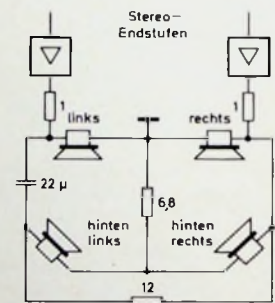 Stereo-
Endstufen
1
1
links
rechts
22 µ
6,8
hinten
links
hinten
rechts
12